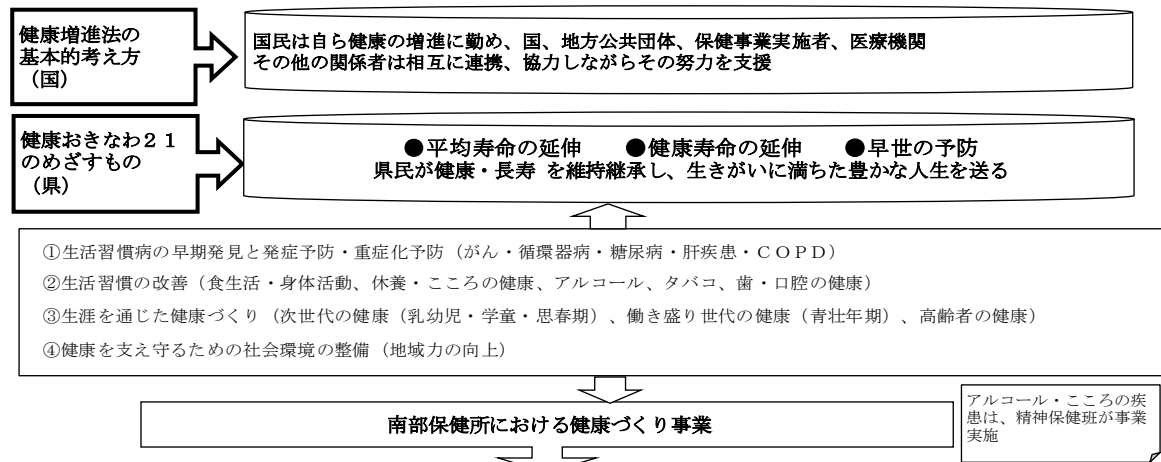 健康増進法の
基本的考え方
（国）
国民は自ら健康の増進に勤め、国、地方公共団体、保健事業実施者、医療機関
その他の関係者は相互に連携、協力しながらその努力を支援
健康おきなわ２１
のめざすもの
（県）
●平均寿命の延伸　●健康寿命の延伸　●早世の予防
県民が健康・長寿 を維持継承し、生きがいに満ちた豊かな人生を送る
①生活習慣病の早期発見と発症予防・重症化予防（がん・循環器病・糖尿病・肝疾患・ＣＯＰＤ）
②生活習慣の改善（食生活・身体活動、休養・こころの健康、アルコール、タバコ、歯・口腔の健康）
③生涯を通じた健康づくり（次世代の健康（乳幼児・学童・思春期）、働き盛り世代の健康（青壮年期）、高齢者の健康）
④健康を支え守るための社会環境の整備（地域力の向上）
南部保健所における健康づくり事業
アルコール・こころの疾
患は、精神保健班が事業
実施